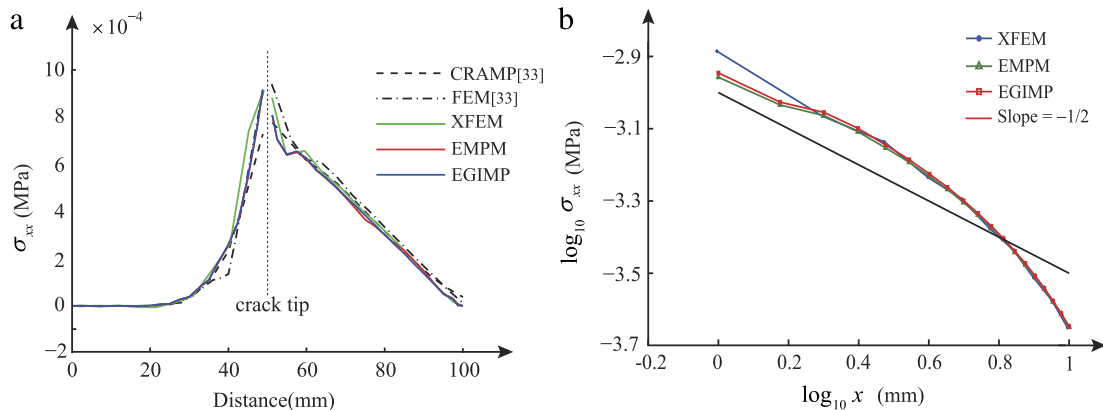 a
× 10⁻⁴
10
8
6
4
2
0
−2
σxx (MPa)
0 20 40 60 80 100
Distance(mm)
crack tip
CRAMP[33]
FEM[33]
XFEM
EMPM
EGIMP
b
−2.9
−3.1
−3.3
−3.5
−3.7
log₁₀ σxx (MPa)
-0.2 0 0.2 0.4 0.6 0.8 1
log₁₀ x (mm)
XFEM
EMPM
EGIMP
Slope = −1/2